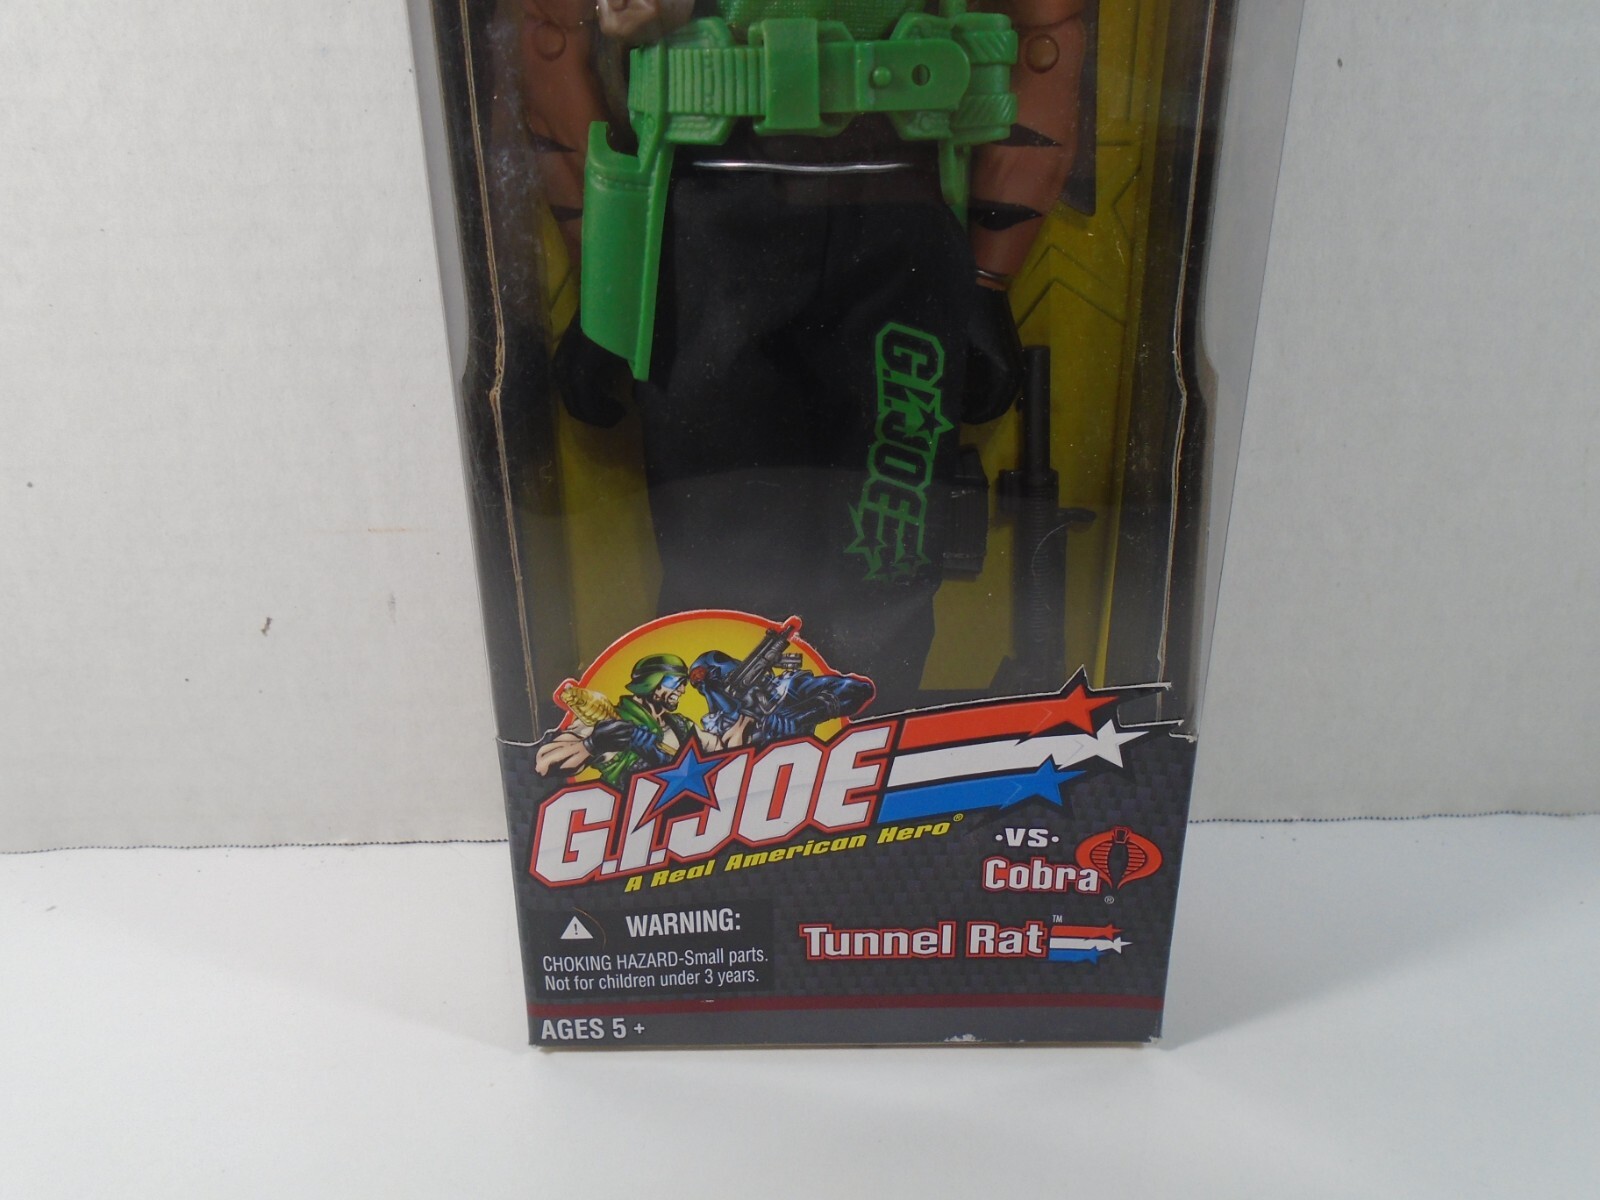 G.I.JOE
G.I.JOE
A Real American Hero®
·VS·
Cobra®
WARNING:
CHOKING HAZARD-Small parts.
Not for children under 3 years.
Tunnel Rat™
AGES 5 +